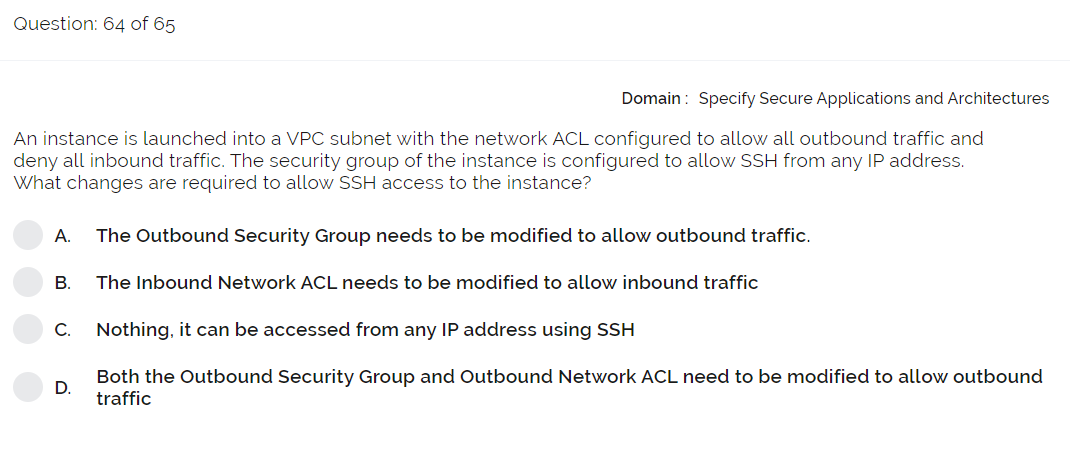 Question: 64 of 65
Domain : Specify Secure Applications and Architectures
An instance is launched into a VPC subnet with the network ACL configured to allow all outbound traffic and
deny all inbound traffic. The security group of the instance is configured to allow SSH from any IP address.
What changes are required to allow SSH access to the instance?
A. The Outbound Security Group needs to be modified to allow outbound traffic.
B. The Inbound Network ACL needs to be modified to allow inbound traffic
C. Nothing, it can be accessed from any IP address using SSH
D. Both the Outbound Security Group and Outbound Network ACL need to be modified to allow outbound
traffic